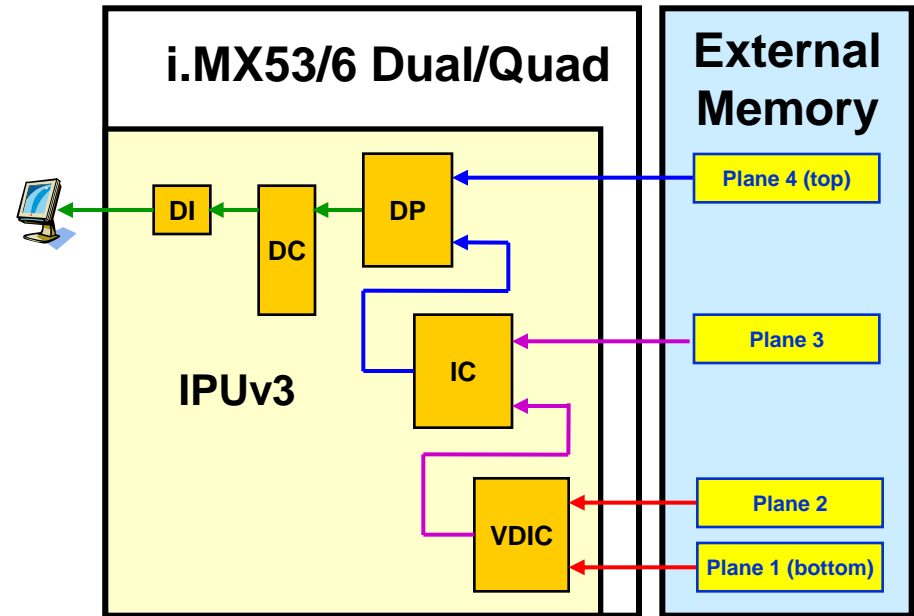 i.MX53/6 Dual/Quad
External
Memory
Plane 4 (top)
DI
DC
DP
Plane 3
IC
IPUv3
Plane 2
VDIC
Plane 1 (bottom)